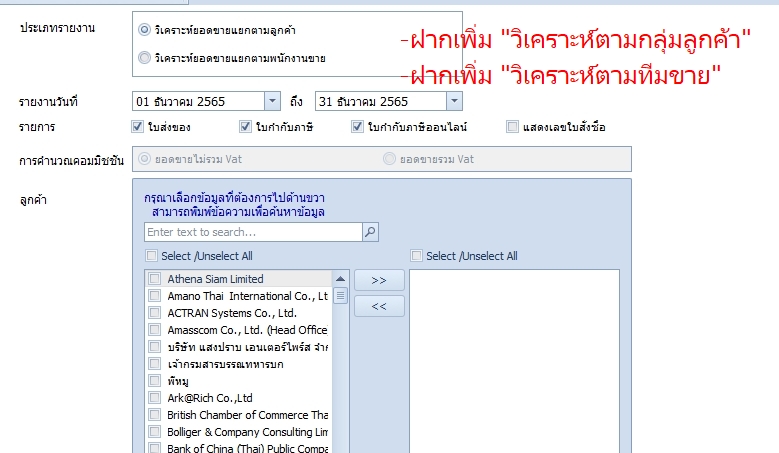 ประเภทรายงาน
วิเคราะห์ยอดขายแยกตามลูกค้า
-ฝากเพิ่ม "วิเคราะห์ตามกลุ่มลูกค้า"
วิเคราะห์ยอดขายแยกตามพนักงานขาย
-ฝากเพิ่ม "วิเคราะห์ตามทีมขาย"
รายงานวันที่ 01 ธันวาคม 2565 ถึง 31 ธันวาคม 2565
รายการ ใบส่งของ ใบกำกับภาษี ใบกำกับภาษีออนไลน์ แสดงเลขใบสั่งซื้อ
การคำนวณคอมมิชชั่น ยอดขายไม่รวม Vat ยอดขายรวม Vat
ลูกค้า
กรุณาเลือกข้อมูลที่ต้องการไปด้านขวา
สามารถพิมพ์ข้อความเพื่อค้นหาข้อมูล
Enter text to search...
Select /Unselect All Select /Unselect All
Athena Siam Limited >>
Amano Thai International Co., Lt
ACTRAN Systems Co., Ltd. <<
Amasscom Co., Ltd. (Head Office)
บริษัท แสงปราบ เอนเตอร์ไพร์ส จำก
เจ้ากรมสารบรรณทหารบก
พี่หมู
Ark@Rich Co.,Ltd
British Chamber of Commerce Tha
Bolliger & Company Consulting Lim
Bank of China (Thai) Public Compa